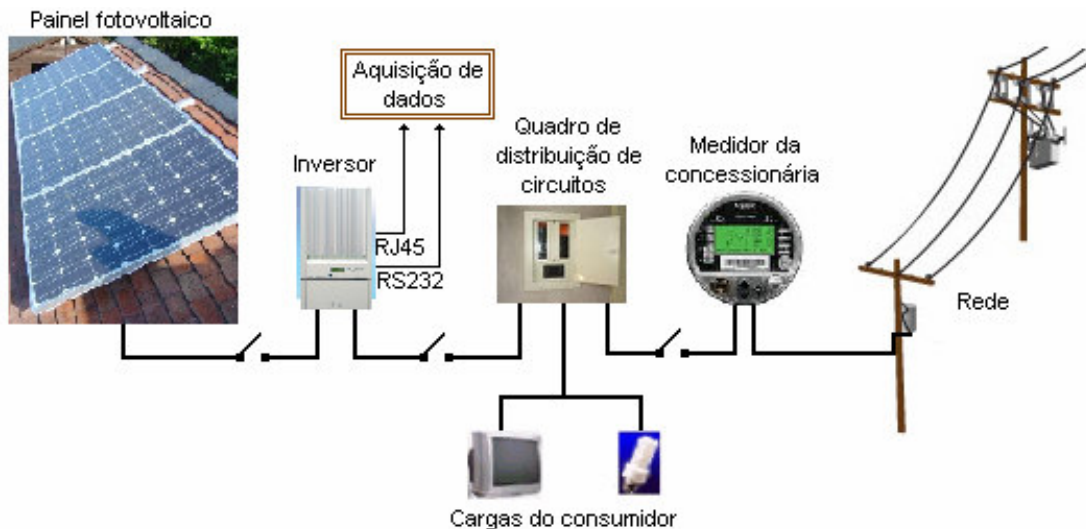 Painel fotovoltaico
Aquisição de
dados
Inversor
RJ45
RS232
Quadro de
distribuição de
circuitos
Medidor da
concessionária
Rede
Cargas do consumidor